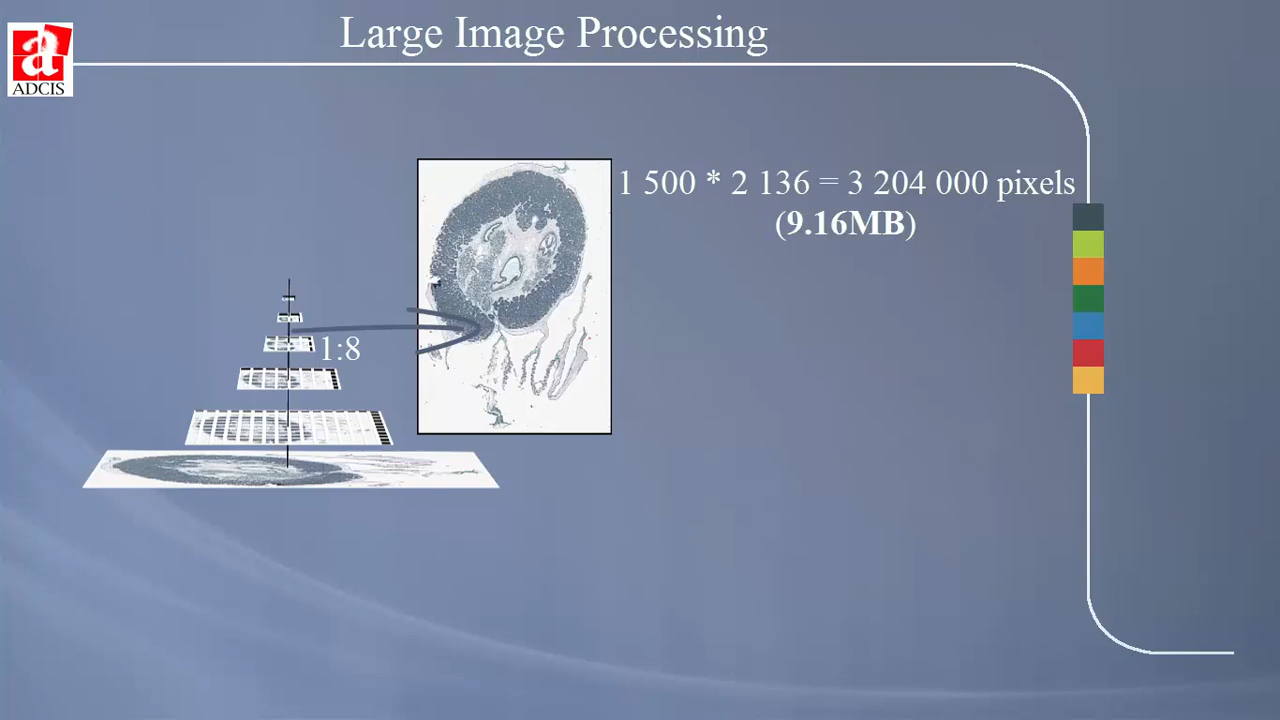 Large Image Processing
a
ADCIS
1 500 * 2 136 = 3 204 000 pixels
(9.16MB)
1:8